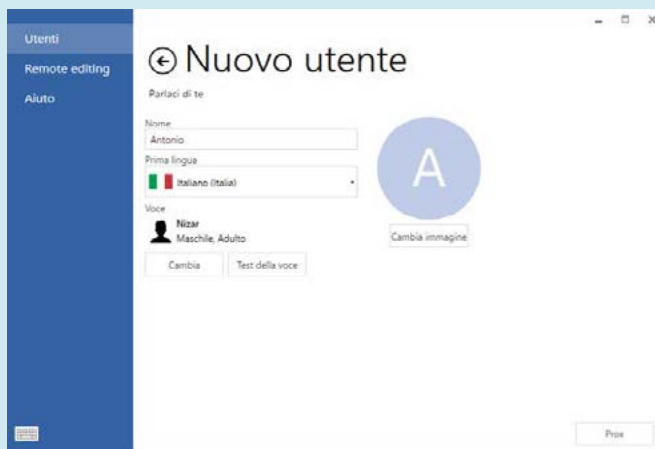 Utenti
Remote editing
Aiuto
Nuovo utente
Parlaci di te
Nome
Antonio
Prima lingua
Italiano (Italia)
Voce
Nizar
Maschile, Adulto
Cambia
Test della voce
A
Cambia immagine
Prox